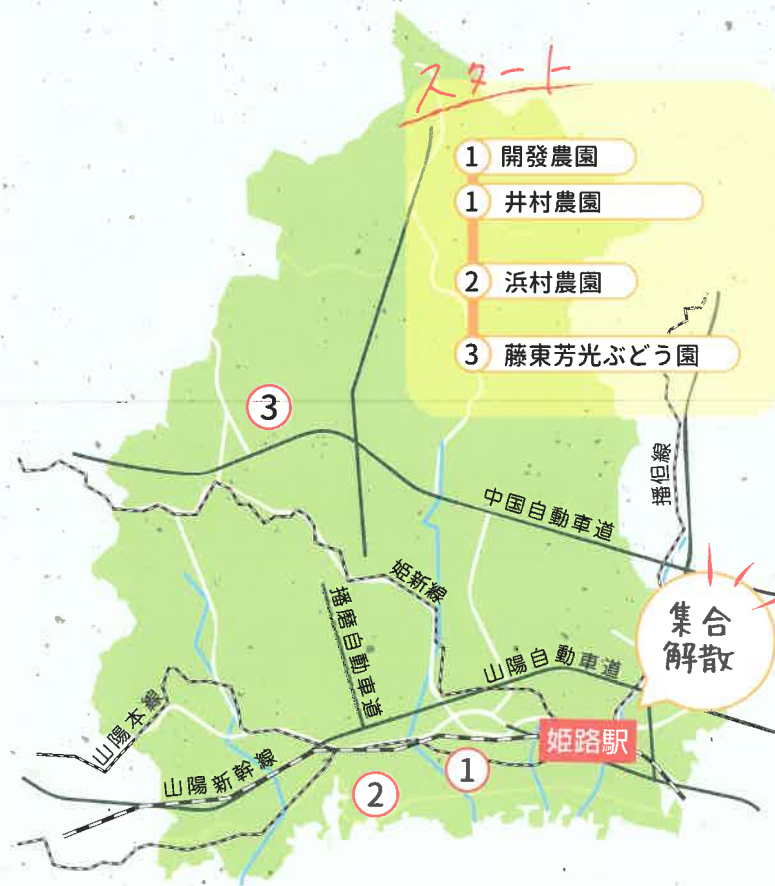 スタート
1 開發農園
1 井村農園
2 浜村農園
3 藤東芳光ぶどう園
3
播但線
中国自動車道
姫新線
播磨自動車道
集合
解散
山陽自動車道
山陽本線
姫路駅
山陽新幹線
1
2